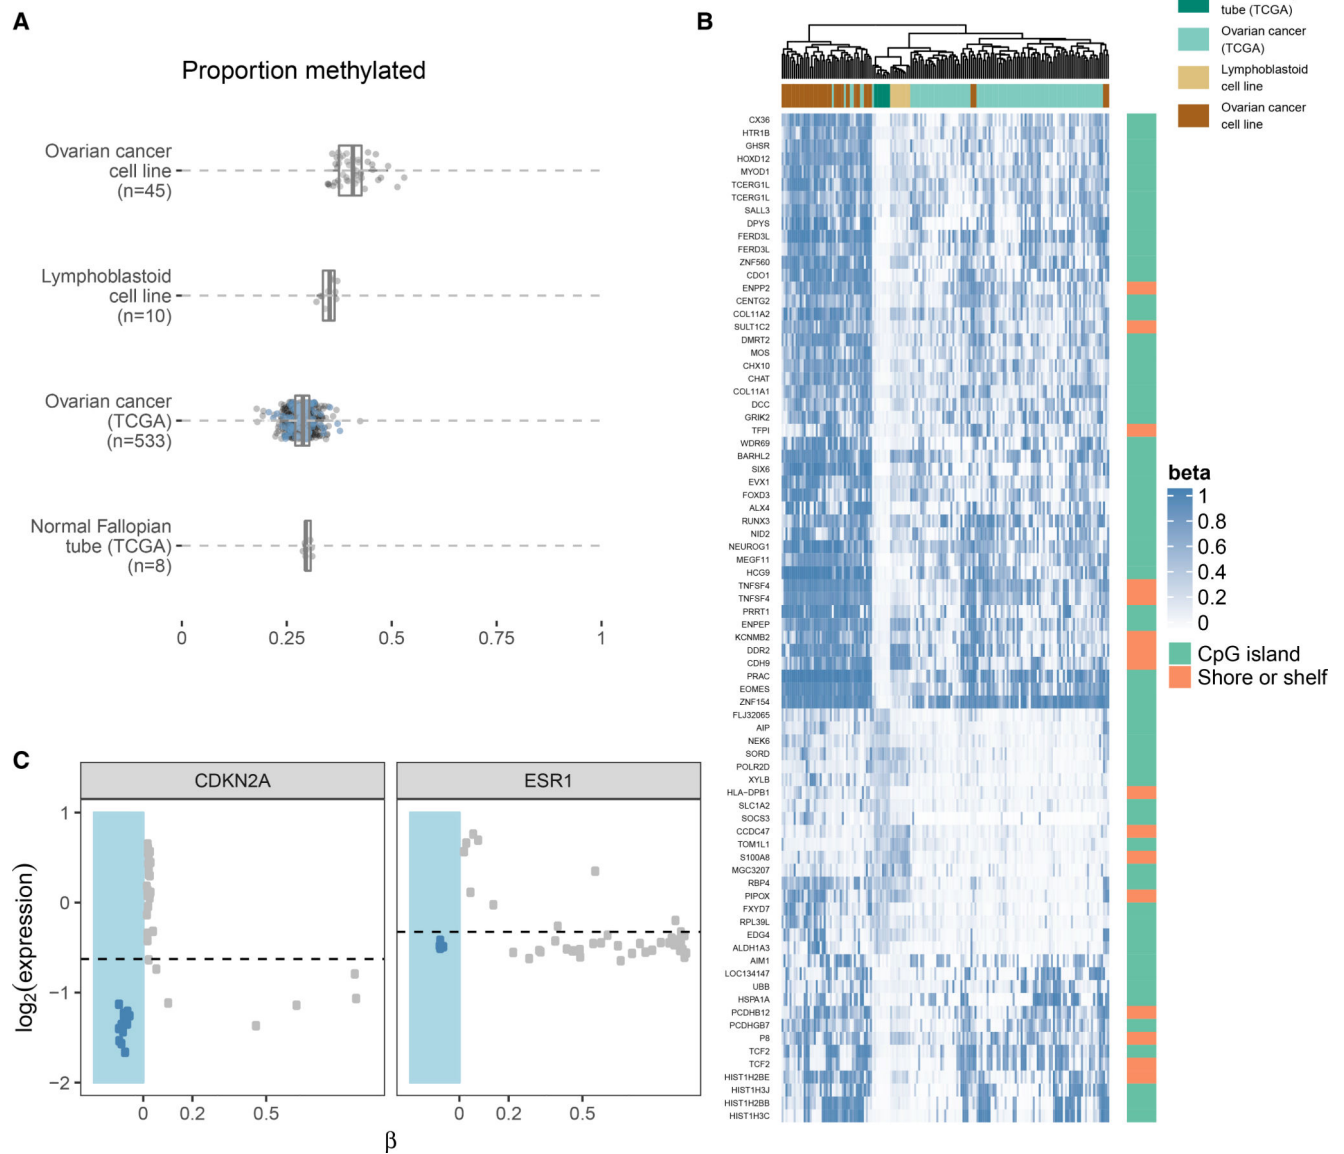 A
Proportion methylated
Ovarian cancer
cell line
(n=45)
Lymphoblastoid
cell line
(n=10)
Ovarian cancer
(TCGA)
(n=533)
Normal Fallopian
tube (TCGA)
(n=8)
0 0.25 0.5 0.75 1
B
tube (TCGA)
Ovarian cancer
(TCGA)
Lymphoblastoid
cell line
Ovarian cancer
cell line
CX36
HTR1B
GHSR
HOXD12
MYOD1
TCERG1L
TCERG1L
SALL3
DPYS
FERD3L
FERD3L
ZNF560
CDO1
ENPP2
CENTG2
COL11A2
SULT1C2
DMRT2
MOS
CHX10
CHAT
COL11A1
DCC
GRIK2
TFPI
WDR69
BARHL2
SIX6
EVX1
FOXD3
ALX4
RUNX3
NID2
NEUROG1
MEGF11
HCG9
TNFSF4
TNFSF4
PRRT1
ENPEP
KCNMB2
DDR2
CDH9
PRAC
EOMES
ZNF154
FLJ32065
AIP
NEK6
SORD
POLR2D
XYLB
HLA-DPB1
SLC1A2
SOCS3
CCDC47
TOM1L1
S100A8
MGC3207
RBP4
PIPOX
FXYD7
RPL39L
EDG4
ALDH1A3
AIM1
LOC134147
UBB
HSPA1A
PCDHB12
PCDHGB7
P8
TCF2
TCF2
HIST1H2BE
HIST1H3J
HIST1H2BB
HIST1H3C
beta
1
0.8
0.6
0.4
0.2
0
CpG island
Shore or shelf
C
CDKN2A
ESR1
log₂(expression)
1
0
−1
−2
0 0.2 0.5
0 0.2 0.5
β